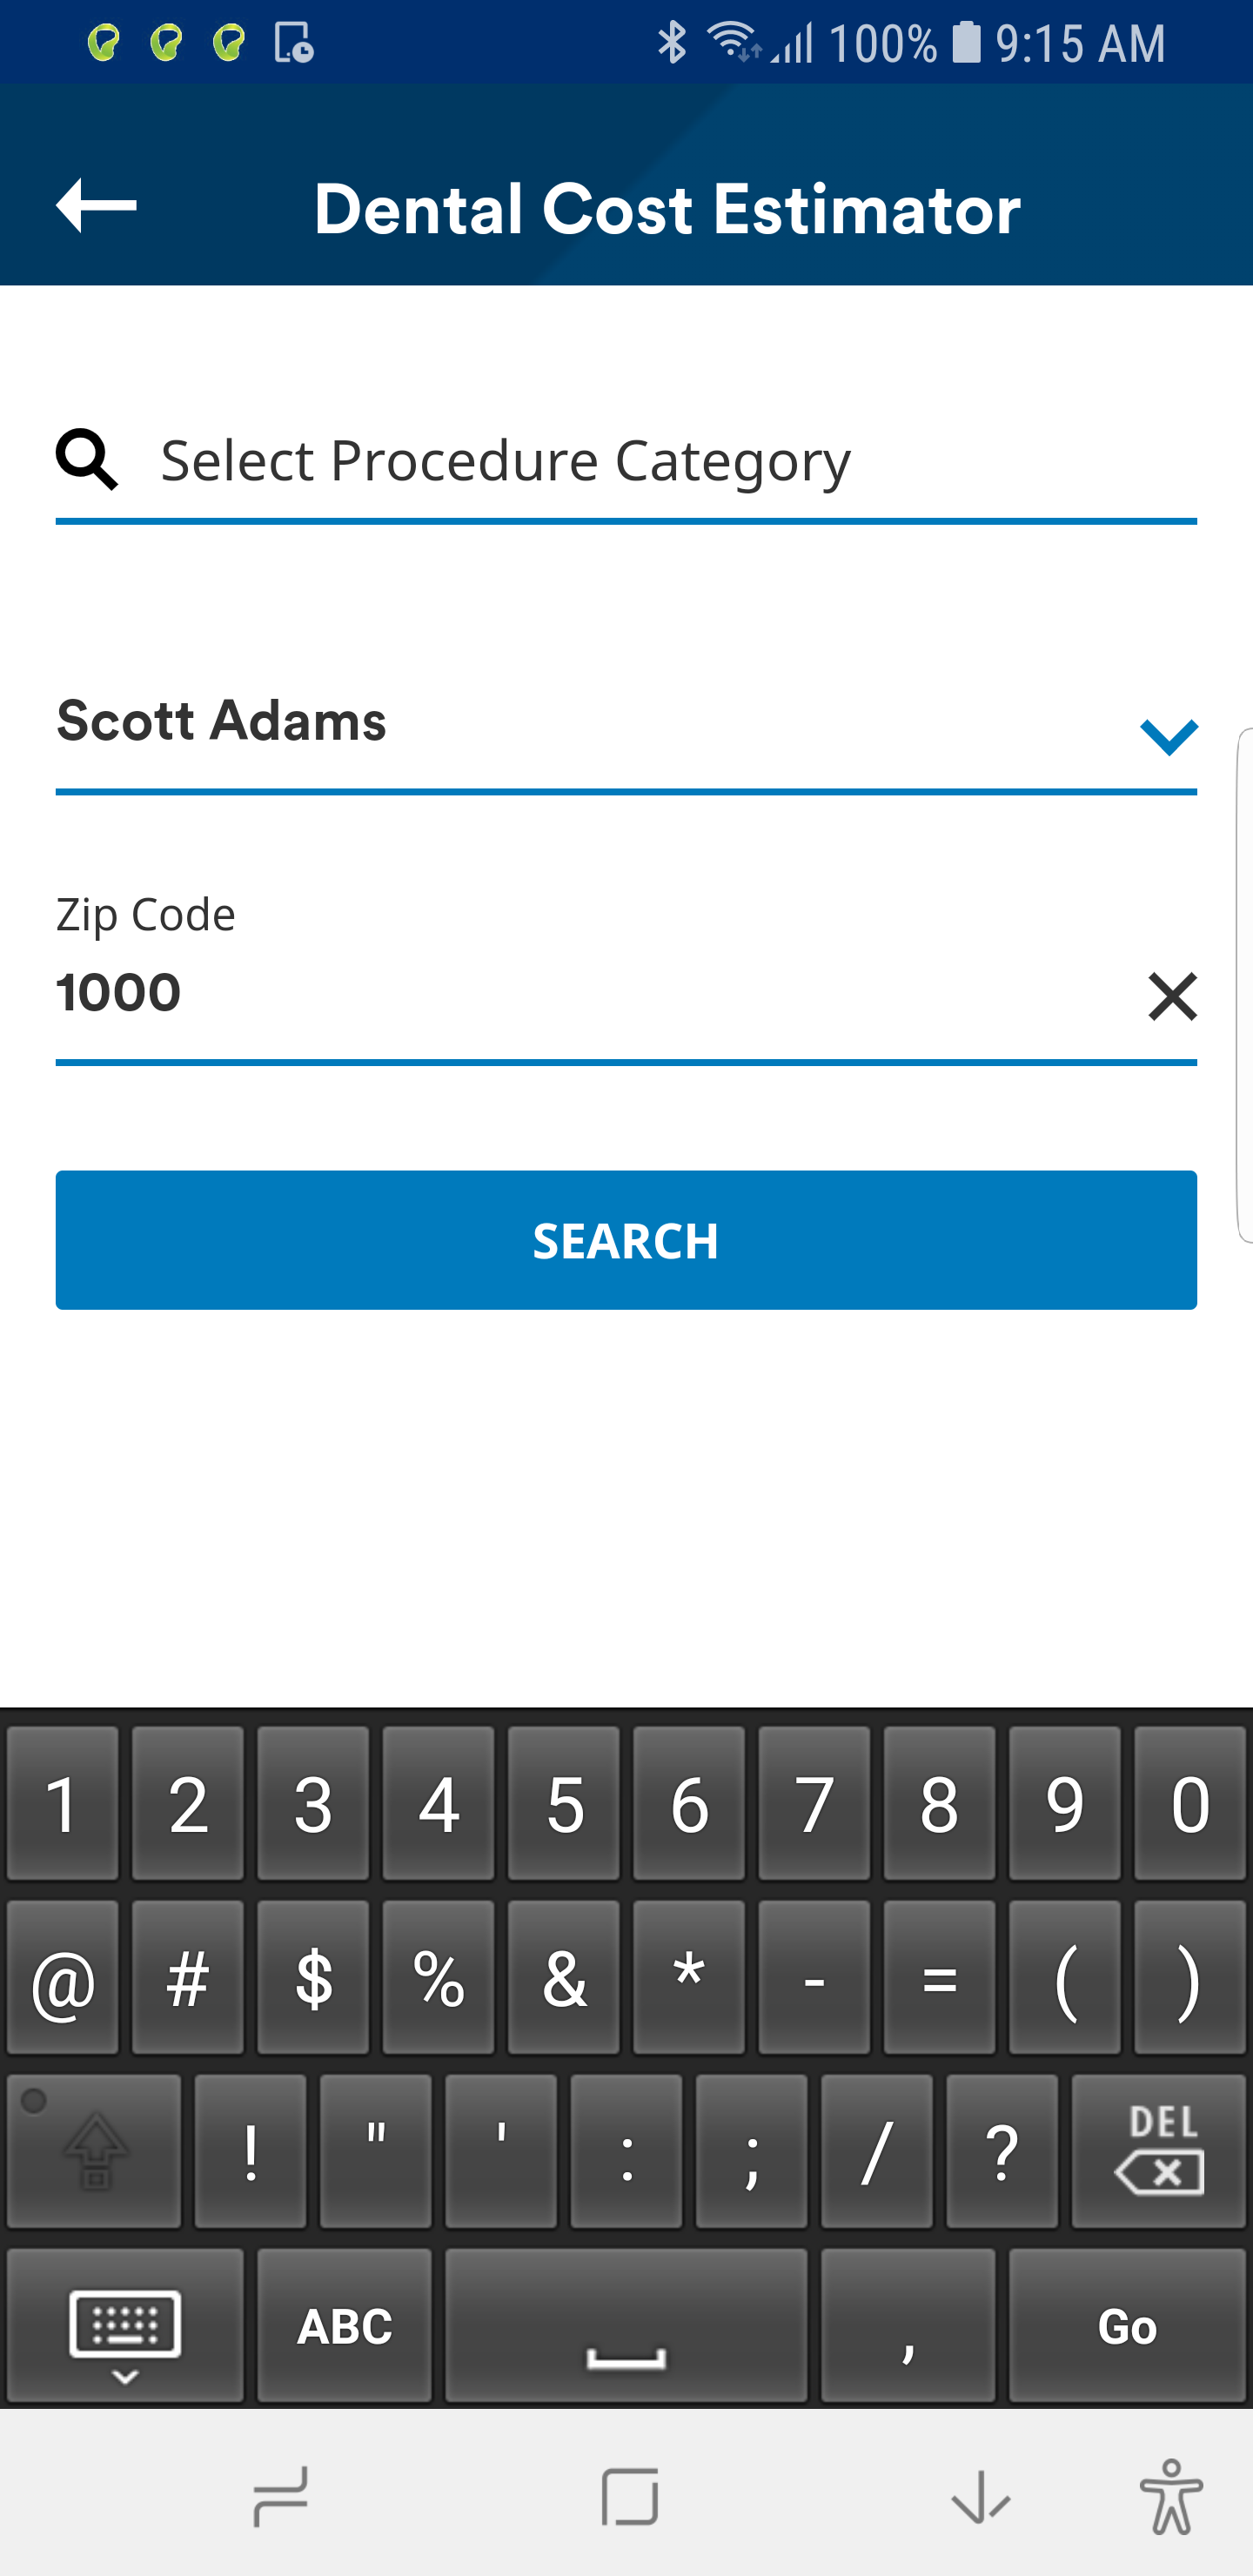 100% 9:15 AM
Dental Cost Estimator
Select Procedure Category
Scott Adams
Zip Code
1000
SEARCH
1 2 3 4 5 6 7 8 9 0
@ # $ % & * - = ( )
! " ' : ; / ? DEL
ABC , Go